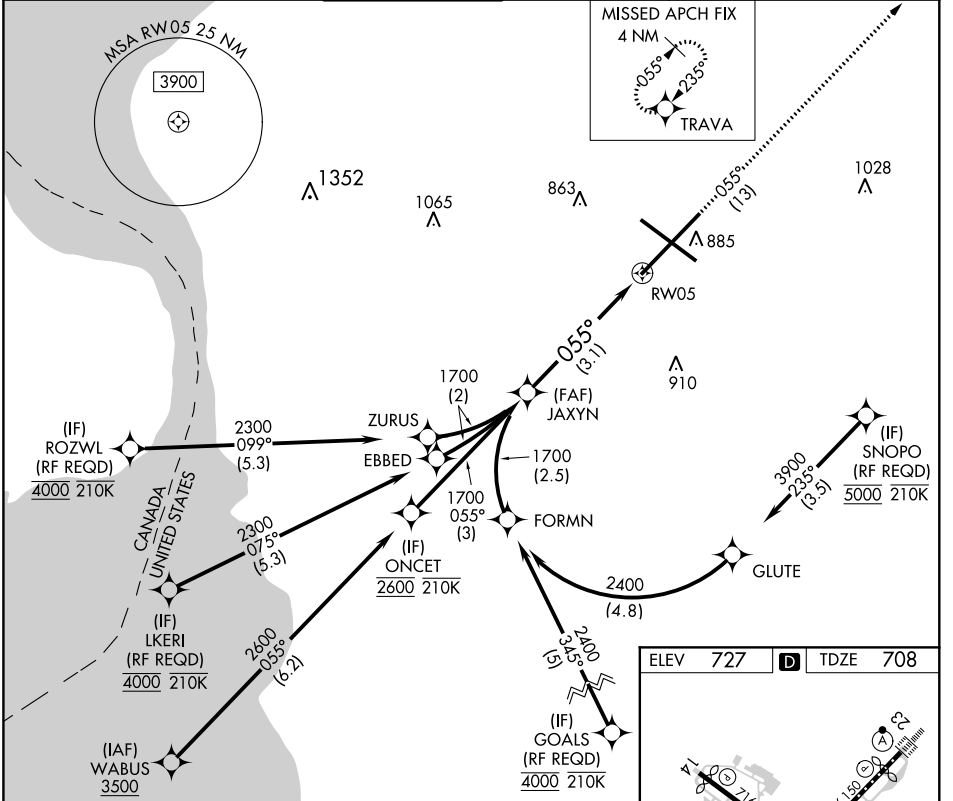 MSA RW05 25 NM
3900
MISSED APCH FIX
4 NM
055°
235°
TRAVA
1352
1065
863
1028
885
055°
(13)
RW05
910
055°
(3.1)
(FAF)
JAXYN
1700
(2)
ZURUS
EBBED
1700
(2.5)
1700
055°
(3)
FORMN
(IF)
ROZWL
(RF REQD)
4000 210K
2300
099°
(5.3)
CANADA
UNITED STATES
2300
075°
(5.3)
(IF)
ONCET
2600 210K
(IF)
SNOPO
(RF REQD)
5000 210K
3900
235°
(3.5)
GLUTE
2400
(4.8)
(IF)
LKERI
(RF REQD)
4000 210K
2600
055°
(6.2)
2400
345°
(5)
(IF)
GOALS
(RF REQD)
4000 210K
(IAF)
WABUS
3500
ELEV 727
D
TDZE 708
23
A
14
P
P